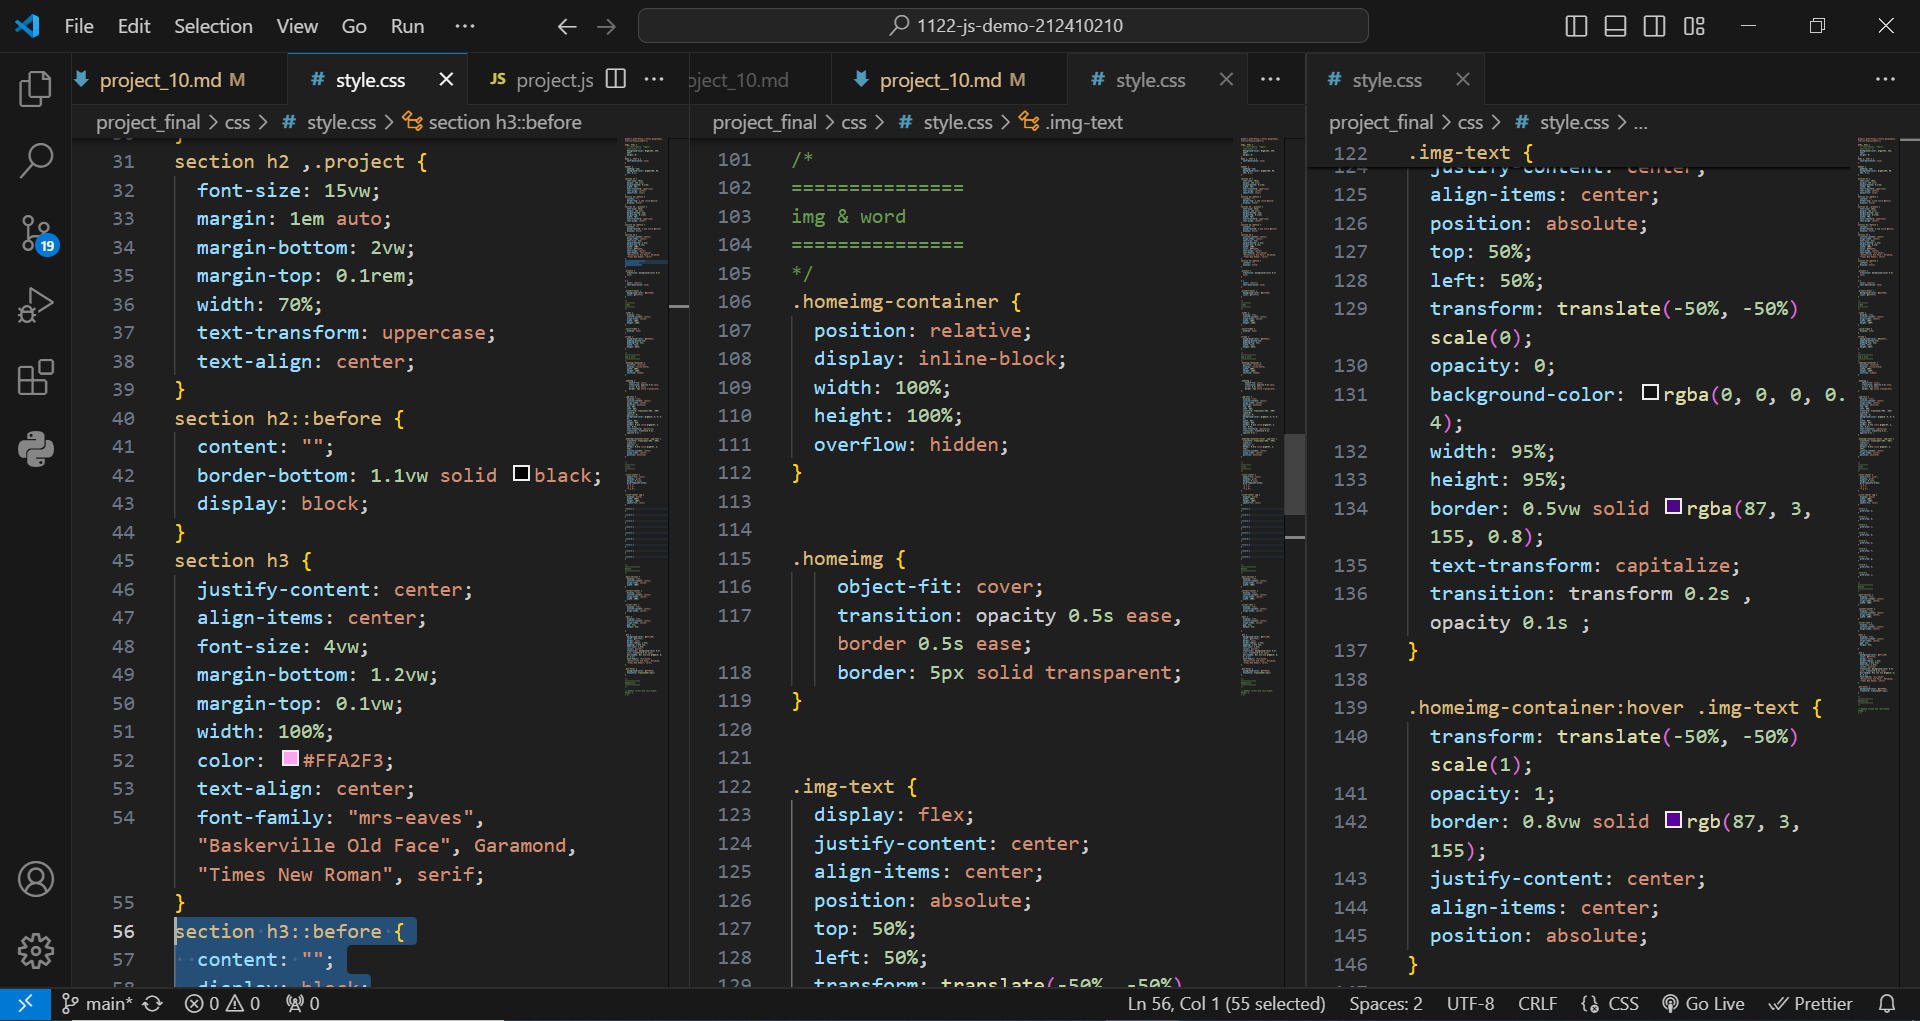 File Edit Selection View Go Run ··· 1122-js-demo-212410210
project_10.md M # style.css JS project.js ···
project_final > css > # style.css > section h3::before
31 section h2 ,.project {
32 font-size: 15vw;
33 margin: 1em auto;
34 margin-bottom: 2vw;
35 margin-top: 0.1rem;
36 width: 70%;
37 text-transform: uppercase;
38 text-align: center;
39 }
40 section h2::before {
41 content: "";
42 border-bottom: 1.1vw solid black;
43 display: block;
44 }
45 section h3 {
46 justify-content: center;
47 align-items: center;
48 font-size: 4vw;
49 margin-bottom: 1.2vw;
50 margin-top: 0.1vw;
51 width: 100%;
52 color: #FFA2F3;
53 text-align: center;
54 font-family: "mrs-eaves",
"Baskerville Old Face", Garamond,
"Times New Roman", serif;
55 }
56 section h3::before {
57 content: "";
58 display: block;
ject_10.md project_10.md M # style.css ···
project_final > css > # style.css > .img-text
101 /*
102 ===============
103 img & word
104 ===============
105 */
106 .homeimg-container {
107 position: relative;
108 display: inline-block;
109 width: 100%;
110 height: 100%;
111 overflow: hidden;
112 }
113
114
115 .homeimg {
116 object-fit: cover;
117 transition: opacity 0.5s ease,
border 0.5s ease;
118 border: 5px solid transparent;
119 }
120
121
122 .img-text {
123 display: flex;
124 justify-content: center;
125 align-items: center;
126 position: absolute;
127 top: 50%;
128 left: 50%;
129 transform: translate(-50%, -50%)
# style.css ···
project_final > css > # style.css > ...
122 .img-text {
124 justify-content: center;
125 align-items: center;
126 position: absolute;
127 top: 50%;
128 left: 50%;
129 transform: translate(-50%, -50%)
scale(0);
130 opacity: 0;
131 background-color: rgba(0, 0, 0, 0.
4);
132 width: 95%;
133 height: 95%;
134 border: 0.5vw solid rgba(87, 3,
155, 0.8);
135 text-transform: capitalize;
136 transition: transform 0.2s ,
opacity 0.1s ;
137 }
138
139 .homeimg-container:hover .img-text {
140 transform: translate(-50%, -50%)
scale(1);
141 opacity: 1;
142 border: 0.8vw solid rgb(87, 3,
155);
143 justify-content: center;
144 align-items: center;
145 position: absolute;
146 }
19
main* 0 0 0 Ln 56, Col 1 (55 selected) Spaces: 2 UTF-8 CRLF {} CSS Go Live Prettier